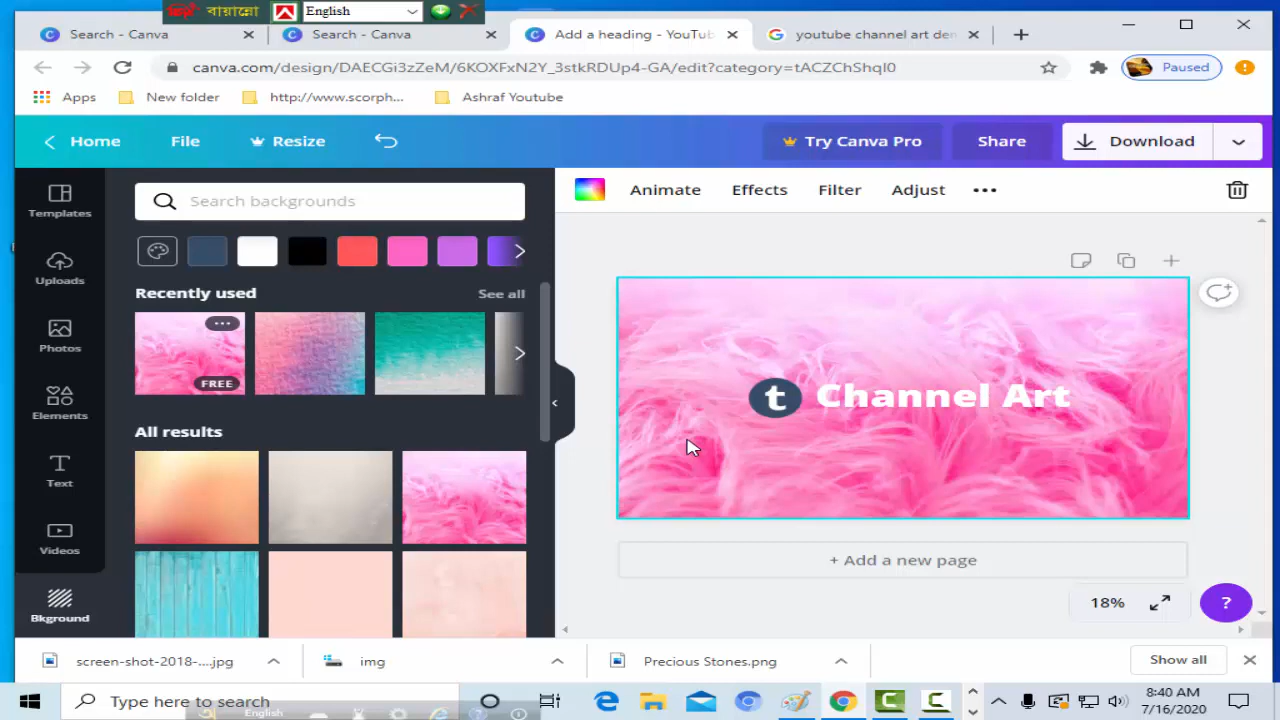 বায়ান্নো
English
Search - Canva
Search - Canva
Add a heading - YouTub
youtube channel art den
canva.com/design/DAECGi3zZeM/6KOXFxN2Y_3stkRDUp4-GA/edit?category=tACZChShqI0
Paused
Apps
New folder
http://www.scorph...
Ashraf Youtube
Home
File
Resize
Try Canva Pro
Share
Download
Templates
Uploads
Photos
Elements
Text
Videos
Bkground
Search backgrounds
Recently used
See all
FREE
All results
Animate
Effects
Filter
Adjust
t Channel Art
+ Add a new page
18%
?
screen-shot-2018-....jpg
img
Precious Stones.png
Show all
Type here to search
English
8:40 AM
7/16/2020